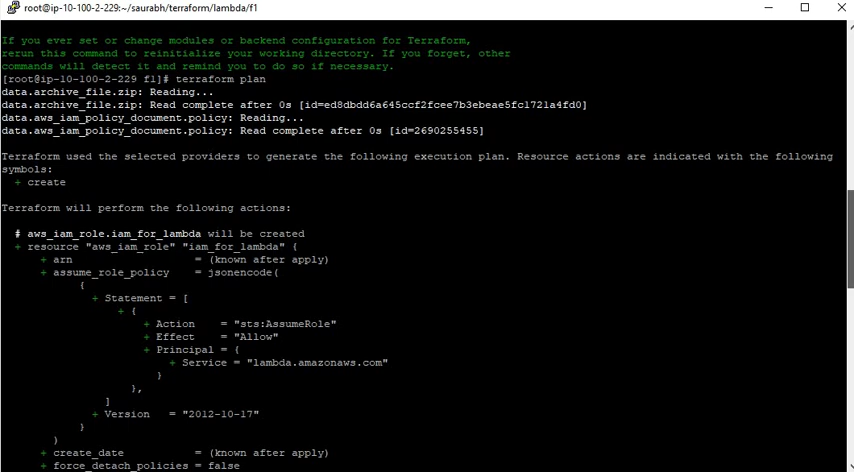 root@ip-10-100-2-229:~/saurabh/terraform/lambda/f1
If you ever set or change modules or backend configuration for Terraform,
rerun this command to reinitialize your working directory. If you forget, other
commands will detect it and remind you to do so if necessary.
[root@ip-10-100-2-229 f1]# terraform plan
data.archive_file.zip: Reading...
data.archive_file.zip: Read complete after 0s [id=ed8dbdd6a645ccf2fcee7b3ebeae5fc1721a4fd0]
data.aws_iam_policy_document.policy: Reading...
data.aws_iam_policy_document.policy: Read complete after 0s [id=2690255455]
Terraform used the selected providers to generate the following execution plan. Resource actions are indicated with the following
symbols:
+ create
Terraform will perform the following actions:
# aws_iam_role.iam_for_lambda will be created
+ resource "aws_iam_role" "iam_for_lambda" {
+ arn = (known after apply)
+ assume_role_policy = jsonencode(
{
+ Statement = [
+ {
+ Action = "sts:AssumeRole"
+ Effect = "Allow"
+ Principal = {
+ Service = "lambda.amazonaws.com"
}
},
]
+ Version = "2012-10-17"
}
)
+ create_date = (known after apply)
+ force_detach_policies = false